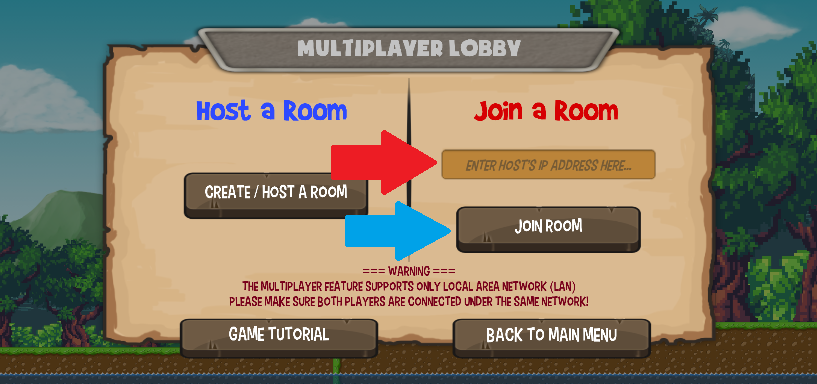 MULTIPLAYER LOBBY
Host a Room
CREATE / HOST A ROOM
Join a Room
ENTER HOST'S IP ADDRESS HERE...
JOIN ROOM
=== WARNING ===
THE MULTIPLAYER FEATURE SUPPORTS ONLY LOCAL AREA NETWORK (LAN)
PLEASE MAKE SURE BOTH PLAYERS ARE CONNECTED UNDER THE SAME NETWORK!
GAME TUTORIAL
BACK TO MAIN MENU